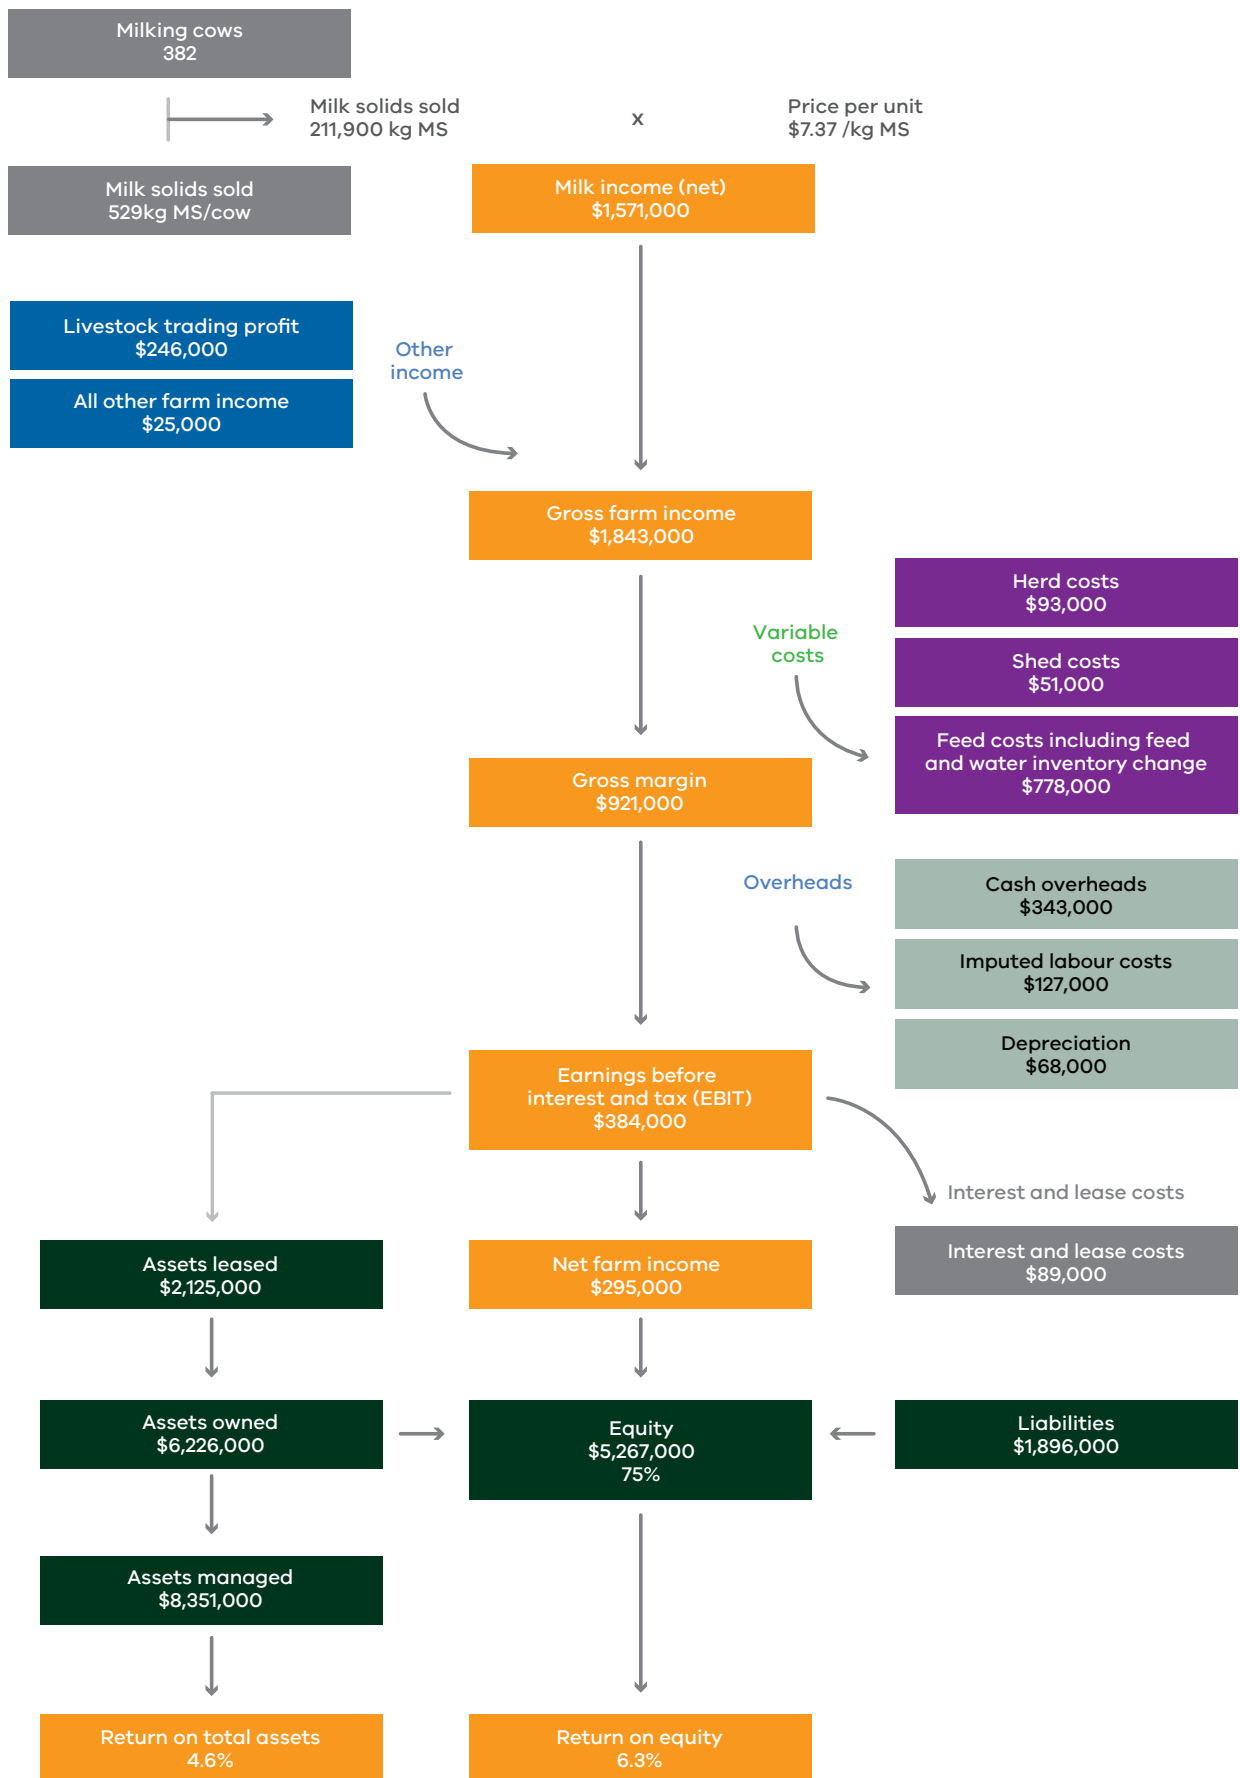 Milking cows
382
Milk solids sold
211,900 kg MS
x
Price per unit
$7.37 /kg MS
Milk solids sold
529kg MS/cow
Milk income (net)
$1,571,000
Livestock trading profit
$246,000
All other farm income
$25,000
Other
income
Gross farm income
$1,843,000
Variable
costs
Herd costs
$93,000
Shed costs
$51,000
Feed costs including feed
and water inventory change
$778,000
Gross margin
$921,000
Overheads
Cash overheads
$343,000
Imputed labour costs
$127,000
Depreciation
$68,000
Earnings before
interest and tax (EBIT)
$384,000
Interest and lease costs
Interest and lease costs
$89,000
Assets leased
$2,125,000
Net farm income
$295,000
Assets owned
$6,226,000
Equity
$5,267,000
75%
Liabilities
$1,896,000
Assets managed
$8,351,000
Return on total assets
4.6%
Return on equity
6.3%